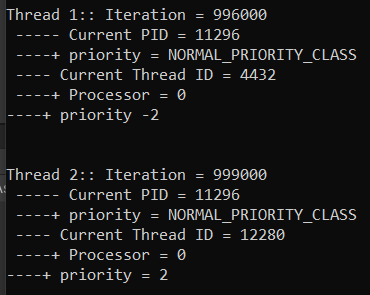 Thread 1:: Iteration = 996000
 ----- Current PID = 11296
 ----+ priority = NORMAL_PRIORITY_CLASS
 ---- Current Thread ID = 4432
 ----+ Processor = 0
----+ priority -2
Thread 2:: Iteration = 999000
 ----- Current PID = 11296
 ----+ priority = NORMAL_PRIORITY_CLASS
 ---- Current Thread ID = 12280
 ----+ Processor = 0
----+ priority = 2